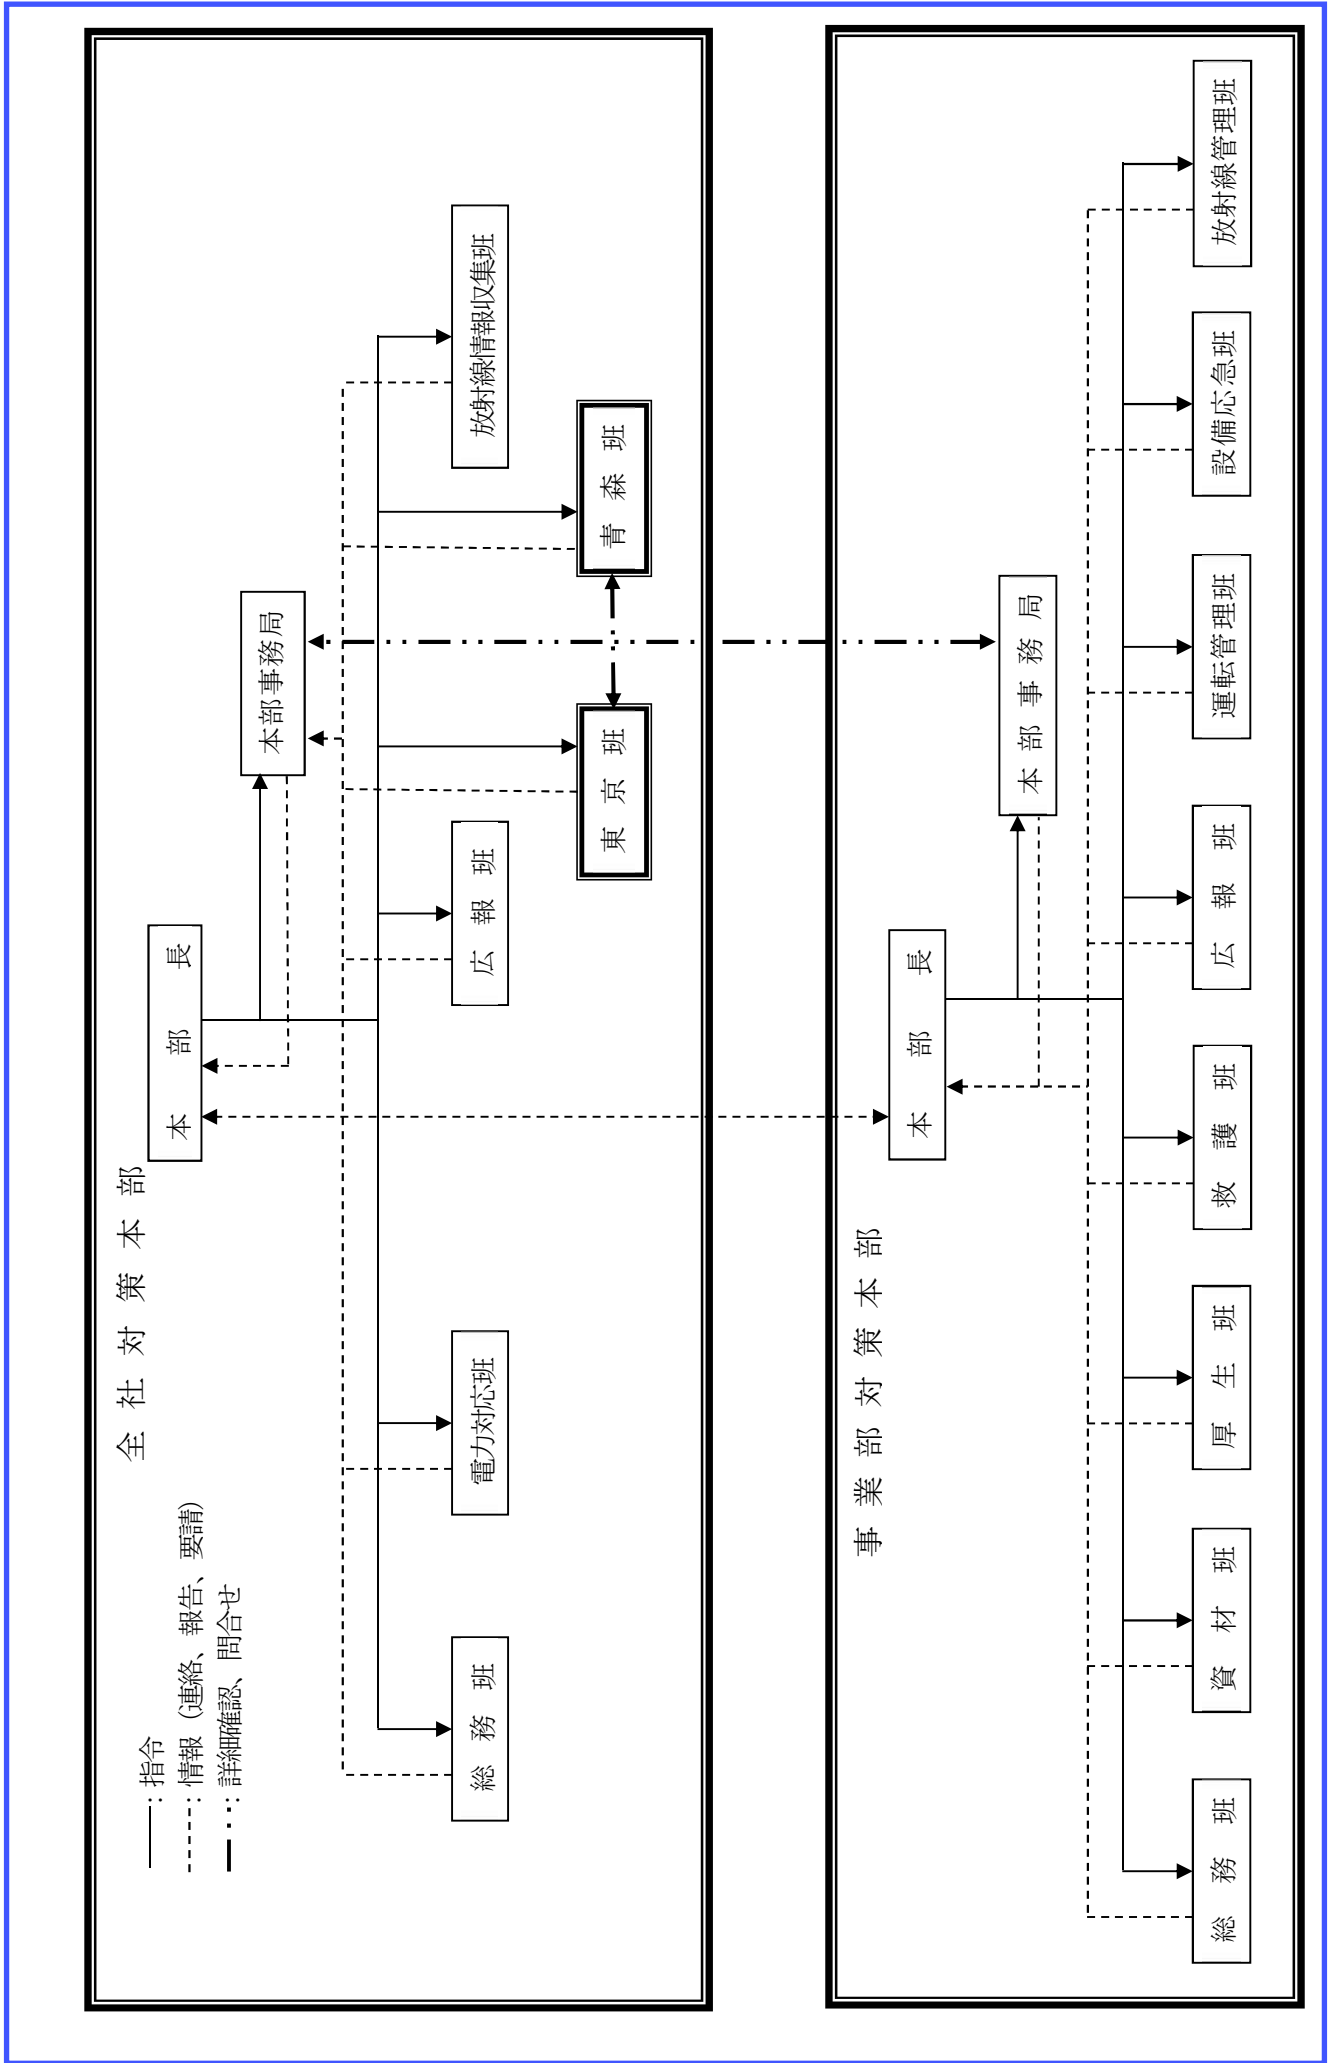 全社対策本部
──：指令
----：情報（連絡、報告、要請）
━‥：詳細確認、問合せ
本部長
本部事務局
総務班
電力対応班
広報班
放射線情報収集班
東京班
青森班
事業部対策本部
本部長
本部事務局
総務班
資材班
厚生班
救護班
広報班
運転管理班
設備応急班
放射線管理班